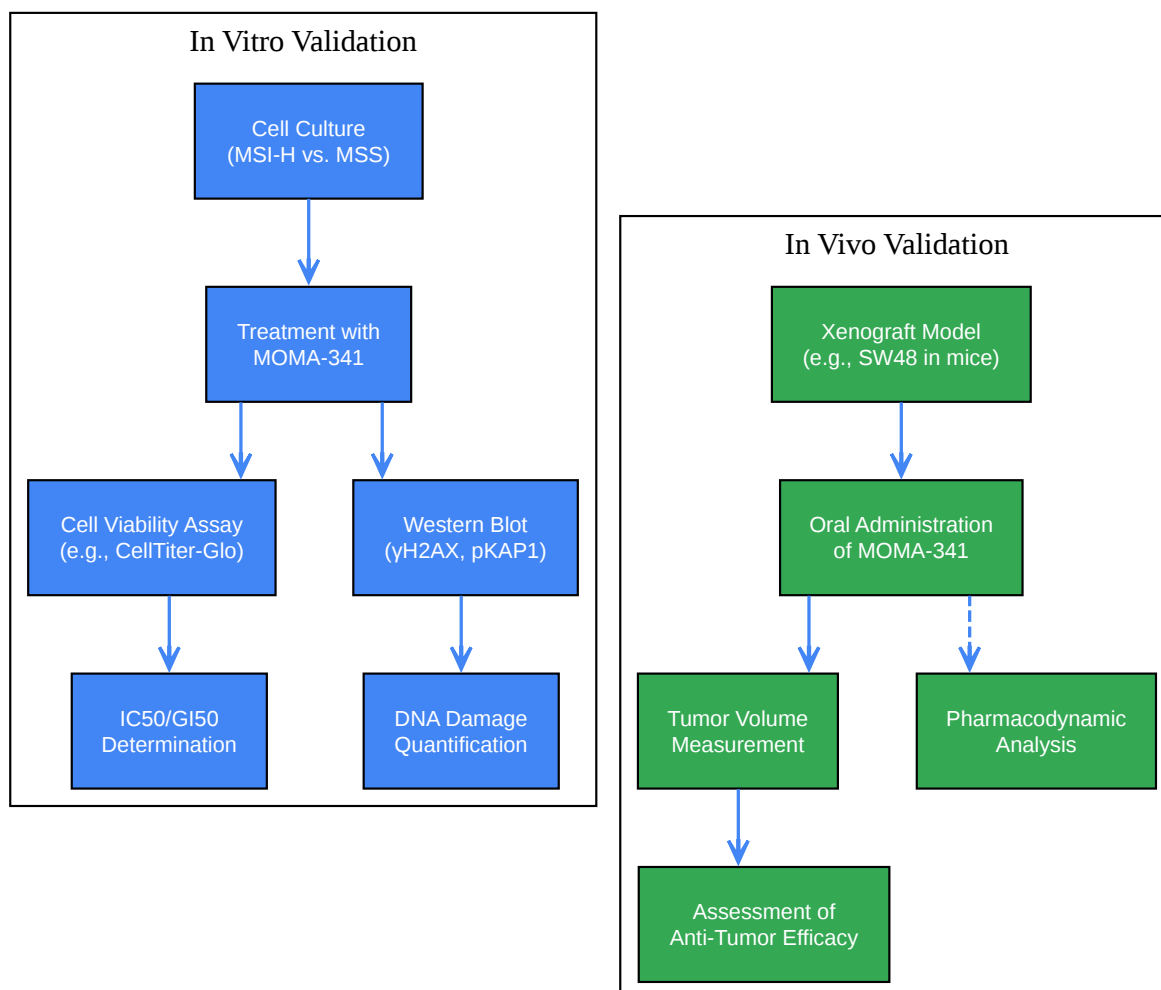 In Vitro Validation
Cell Culture
(MSI-H vs. MSS)
Treatment with
MOMA-341
Cell Viability Assay
(e.g., CellTiter-Glo)
Western Blot
(γH2AX, pKAP1)
IC50/GI50
Determination
DNA Damage
Quantification
In Vivo Validation
Xenograft Model
(e.g., SW48 in mice)
Oral Administration
of MOMA-341
Tumor Volume
Measurement
Pharmacodynamic
Analysis
Assessment of
Anti-Tumor Efficacy